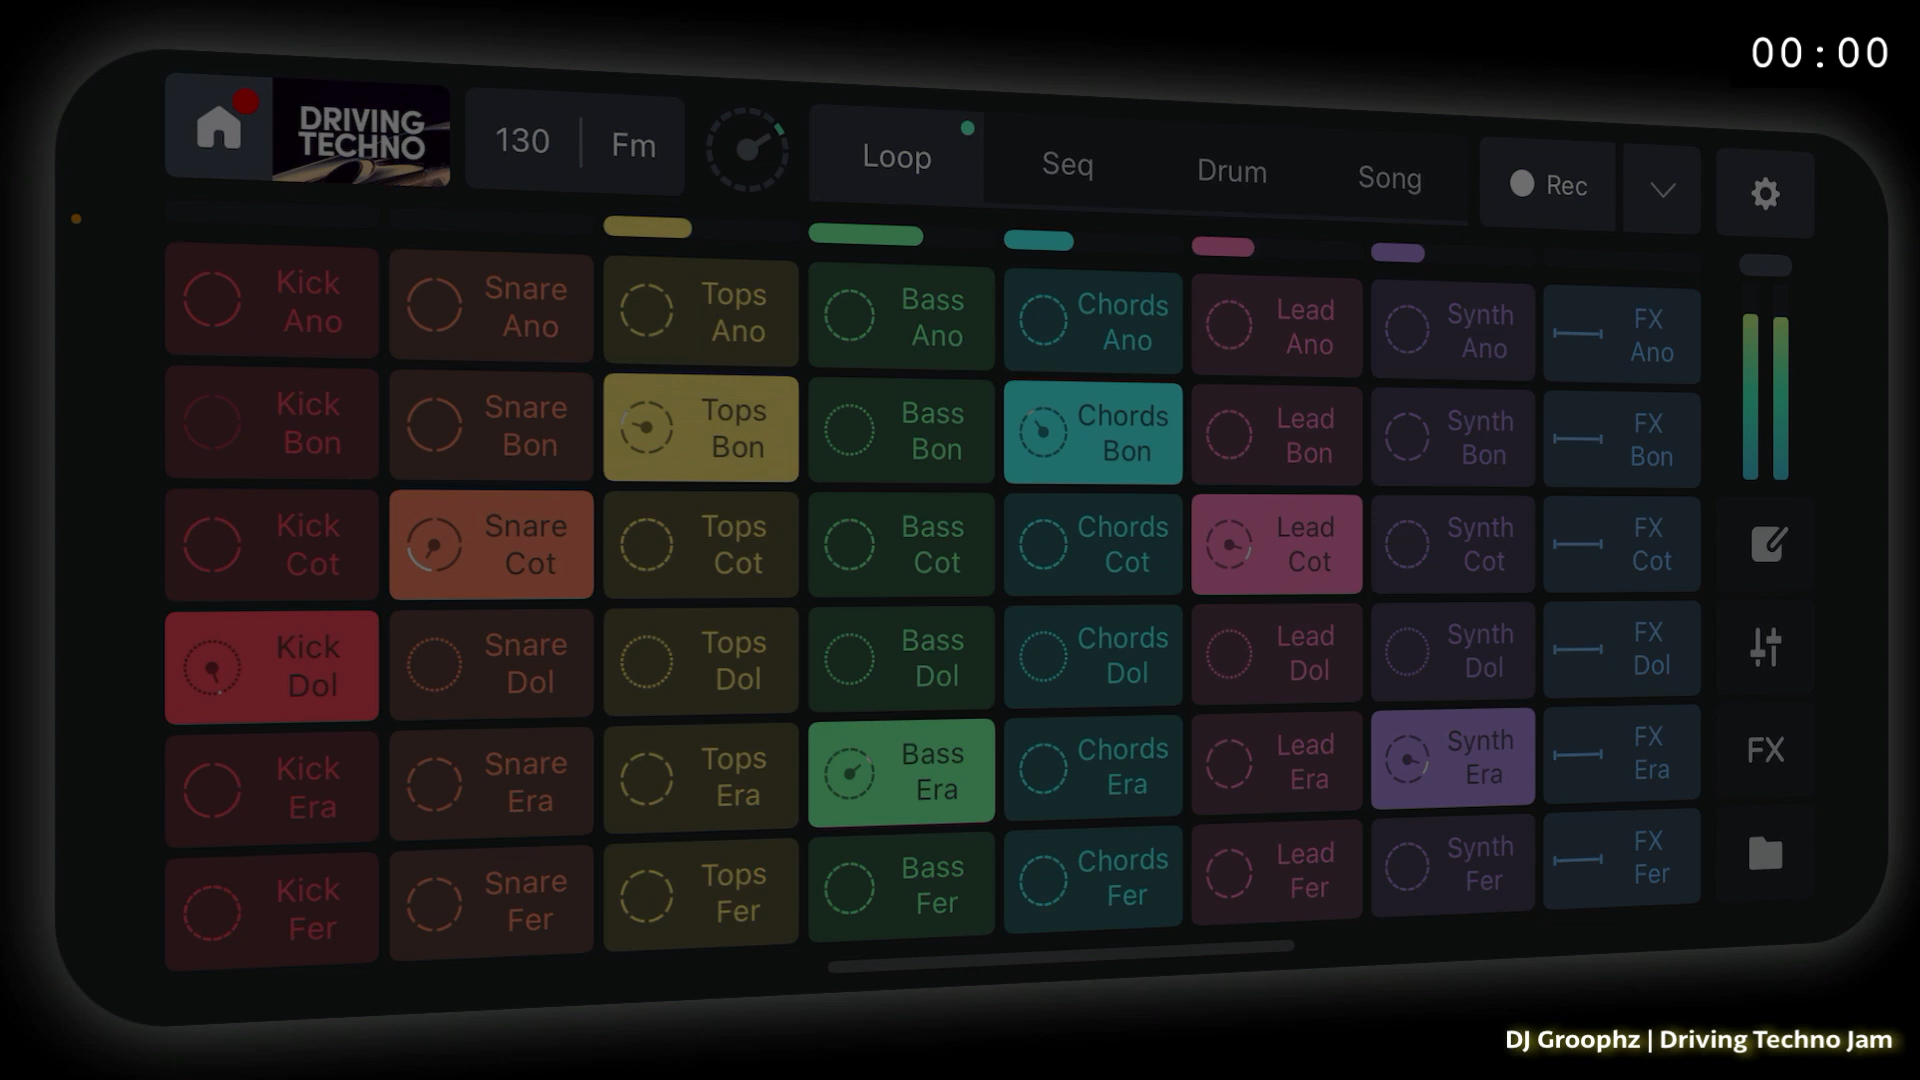 00:00
DRIVING
TECHNO
130
Fm
Loop
Seq
Drum
Song
Rec
Kick
Ano
Snare
Ano
Tops
Ano
Bass
Ano
Chords
Ano
Lead
Ano
Synth
Ano
FX
Ano
Kick
Bon
Snare
Bon
Tops
Bon
Bass
Bon
Chords
Bon
Lead
Bon
Synth
Bon
FX
Bon
Kick
Cot
Snare
Cot
Tops
Cot
Bass
Cot
Chords
Cot
Lead
Cot
Synth
Cot
FX
Cot
Kick
Dol
Snare
Dol
Tops
Dol
Bass
Dol
Chords
Dol
Lead
Dol
Synth
Dol
FX
Dol
Kick
Era
Snare
Era
Tops
Era
Bass
Era
Chords
Era
Lead
Era
Synth
Era
FX
Era
FX
Kick
Fer
Snare
Fer
Tops
Fer
Bass
Fer
Chords
Fer
Lead
Fer
Synth
Fer
FX
Fer
DJ Groophz | Driving Techno Jam